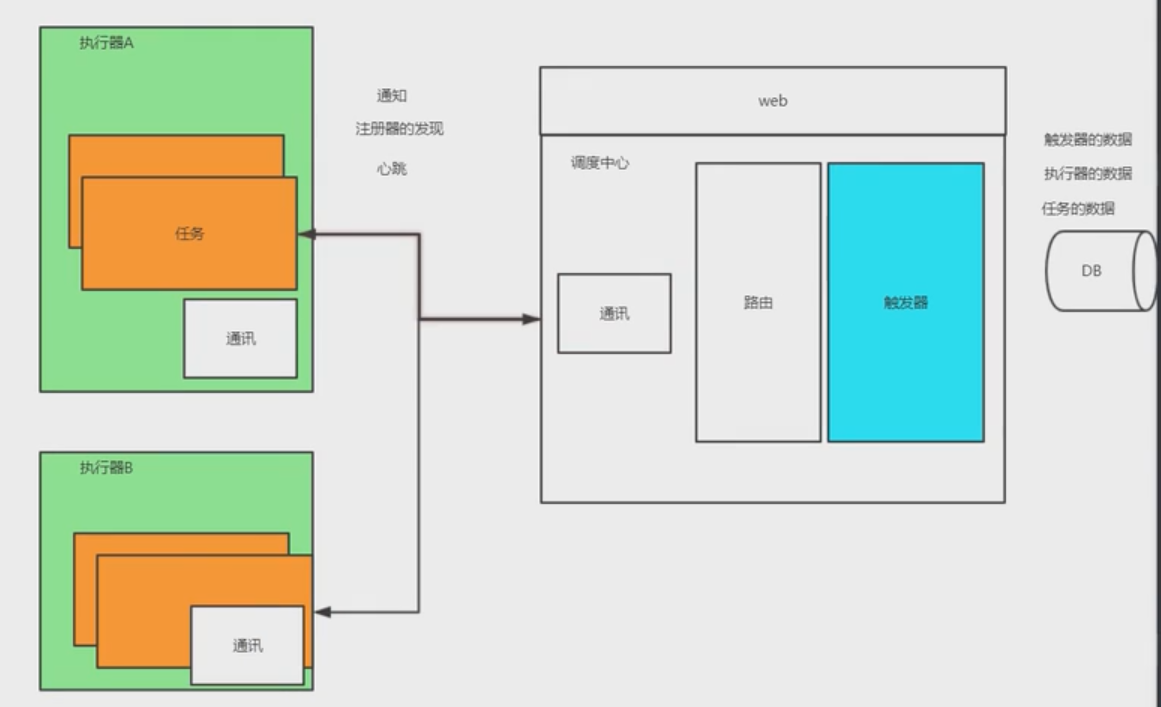 执行器A
任务
通讯
通知
注册器的发现
心跳
web
调度中心
通讯
路由
触发器
触发器的数据
执行器的数据
任务的数据
DB
执行器B
通讯